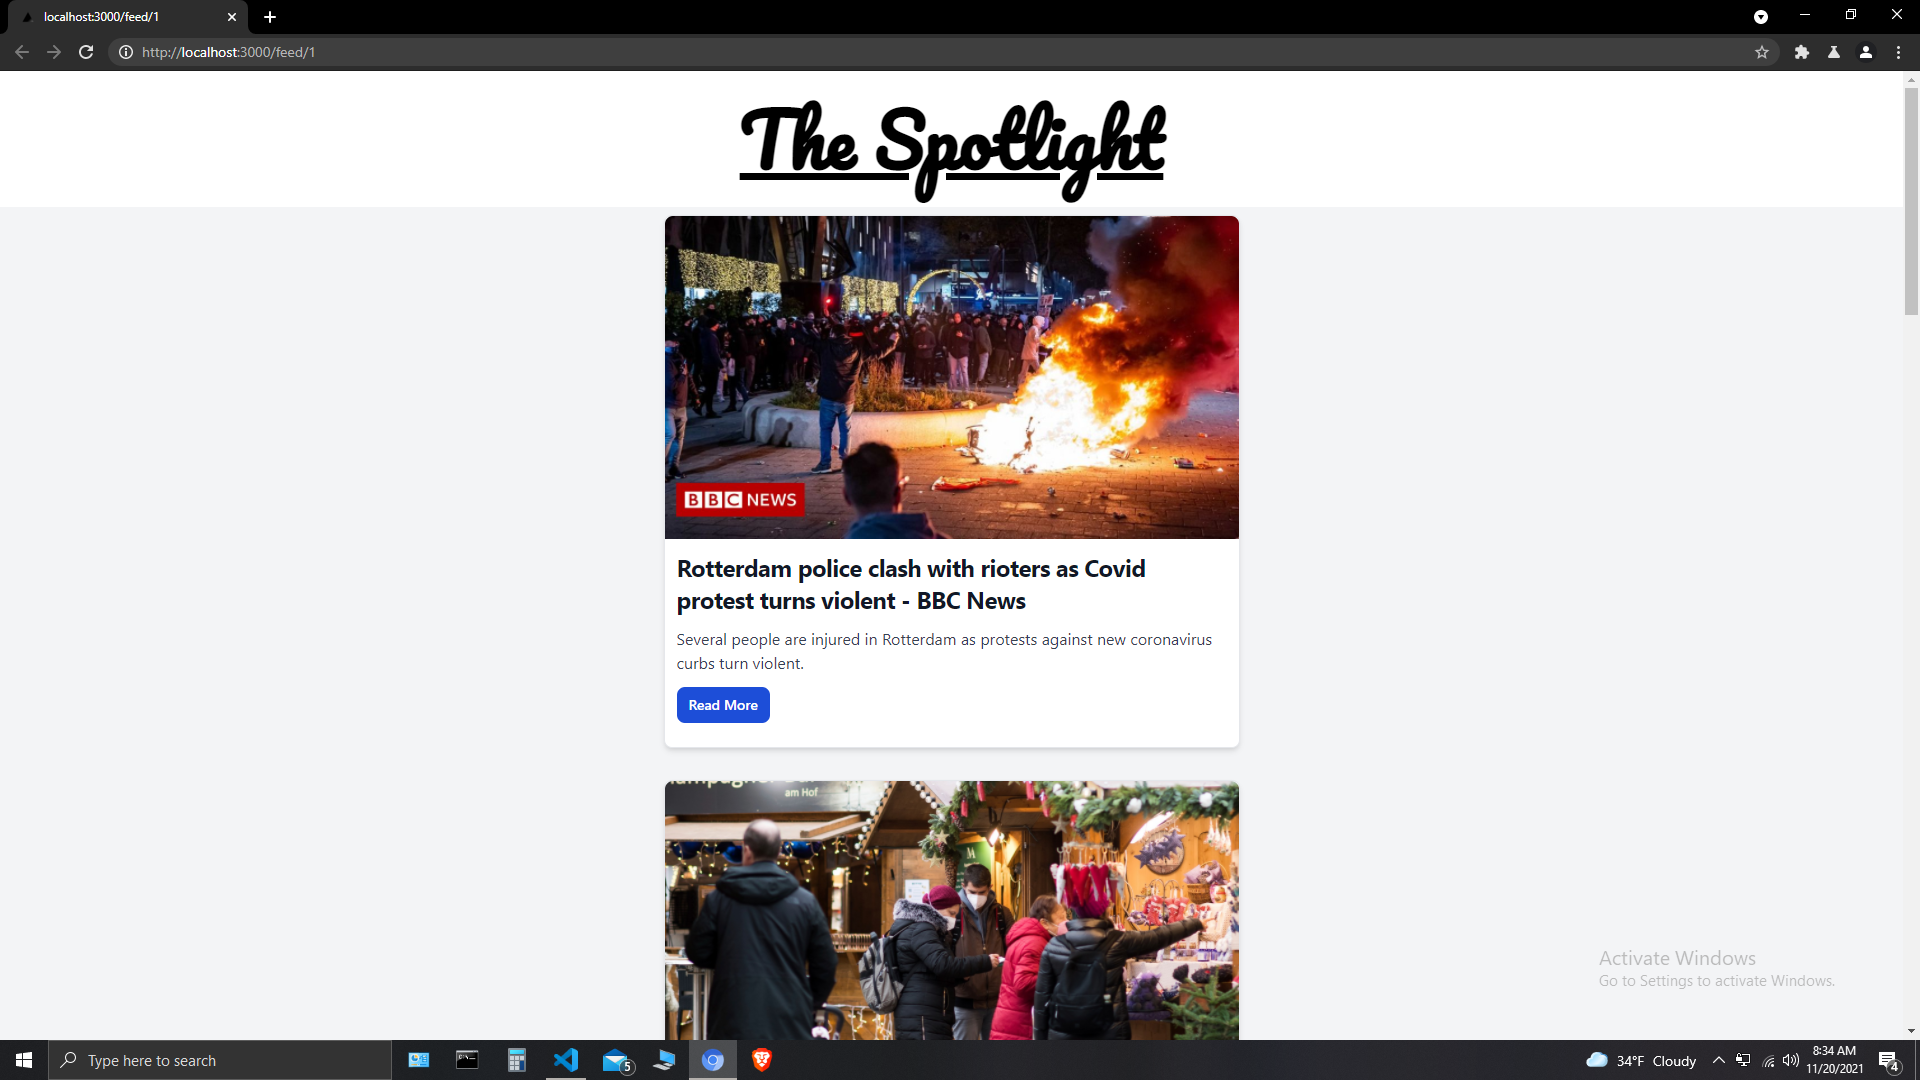 localhost:3000/feed/1
http://localhost:3000/feed/1
The Spotlight
BBC NEWS
Rotterdam police clash with rioters as Covid
protest turns violent - BBC News
Several people are injured in Rotterdam as protests against new coronavirus
curbs turn violent.
Read More
am Hof
Activate Windows
Go to Settings to activate Windows.
Type here to search
5
34°F Cloudy
8:34 AM
11/20/2021
4